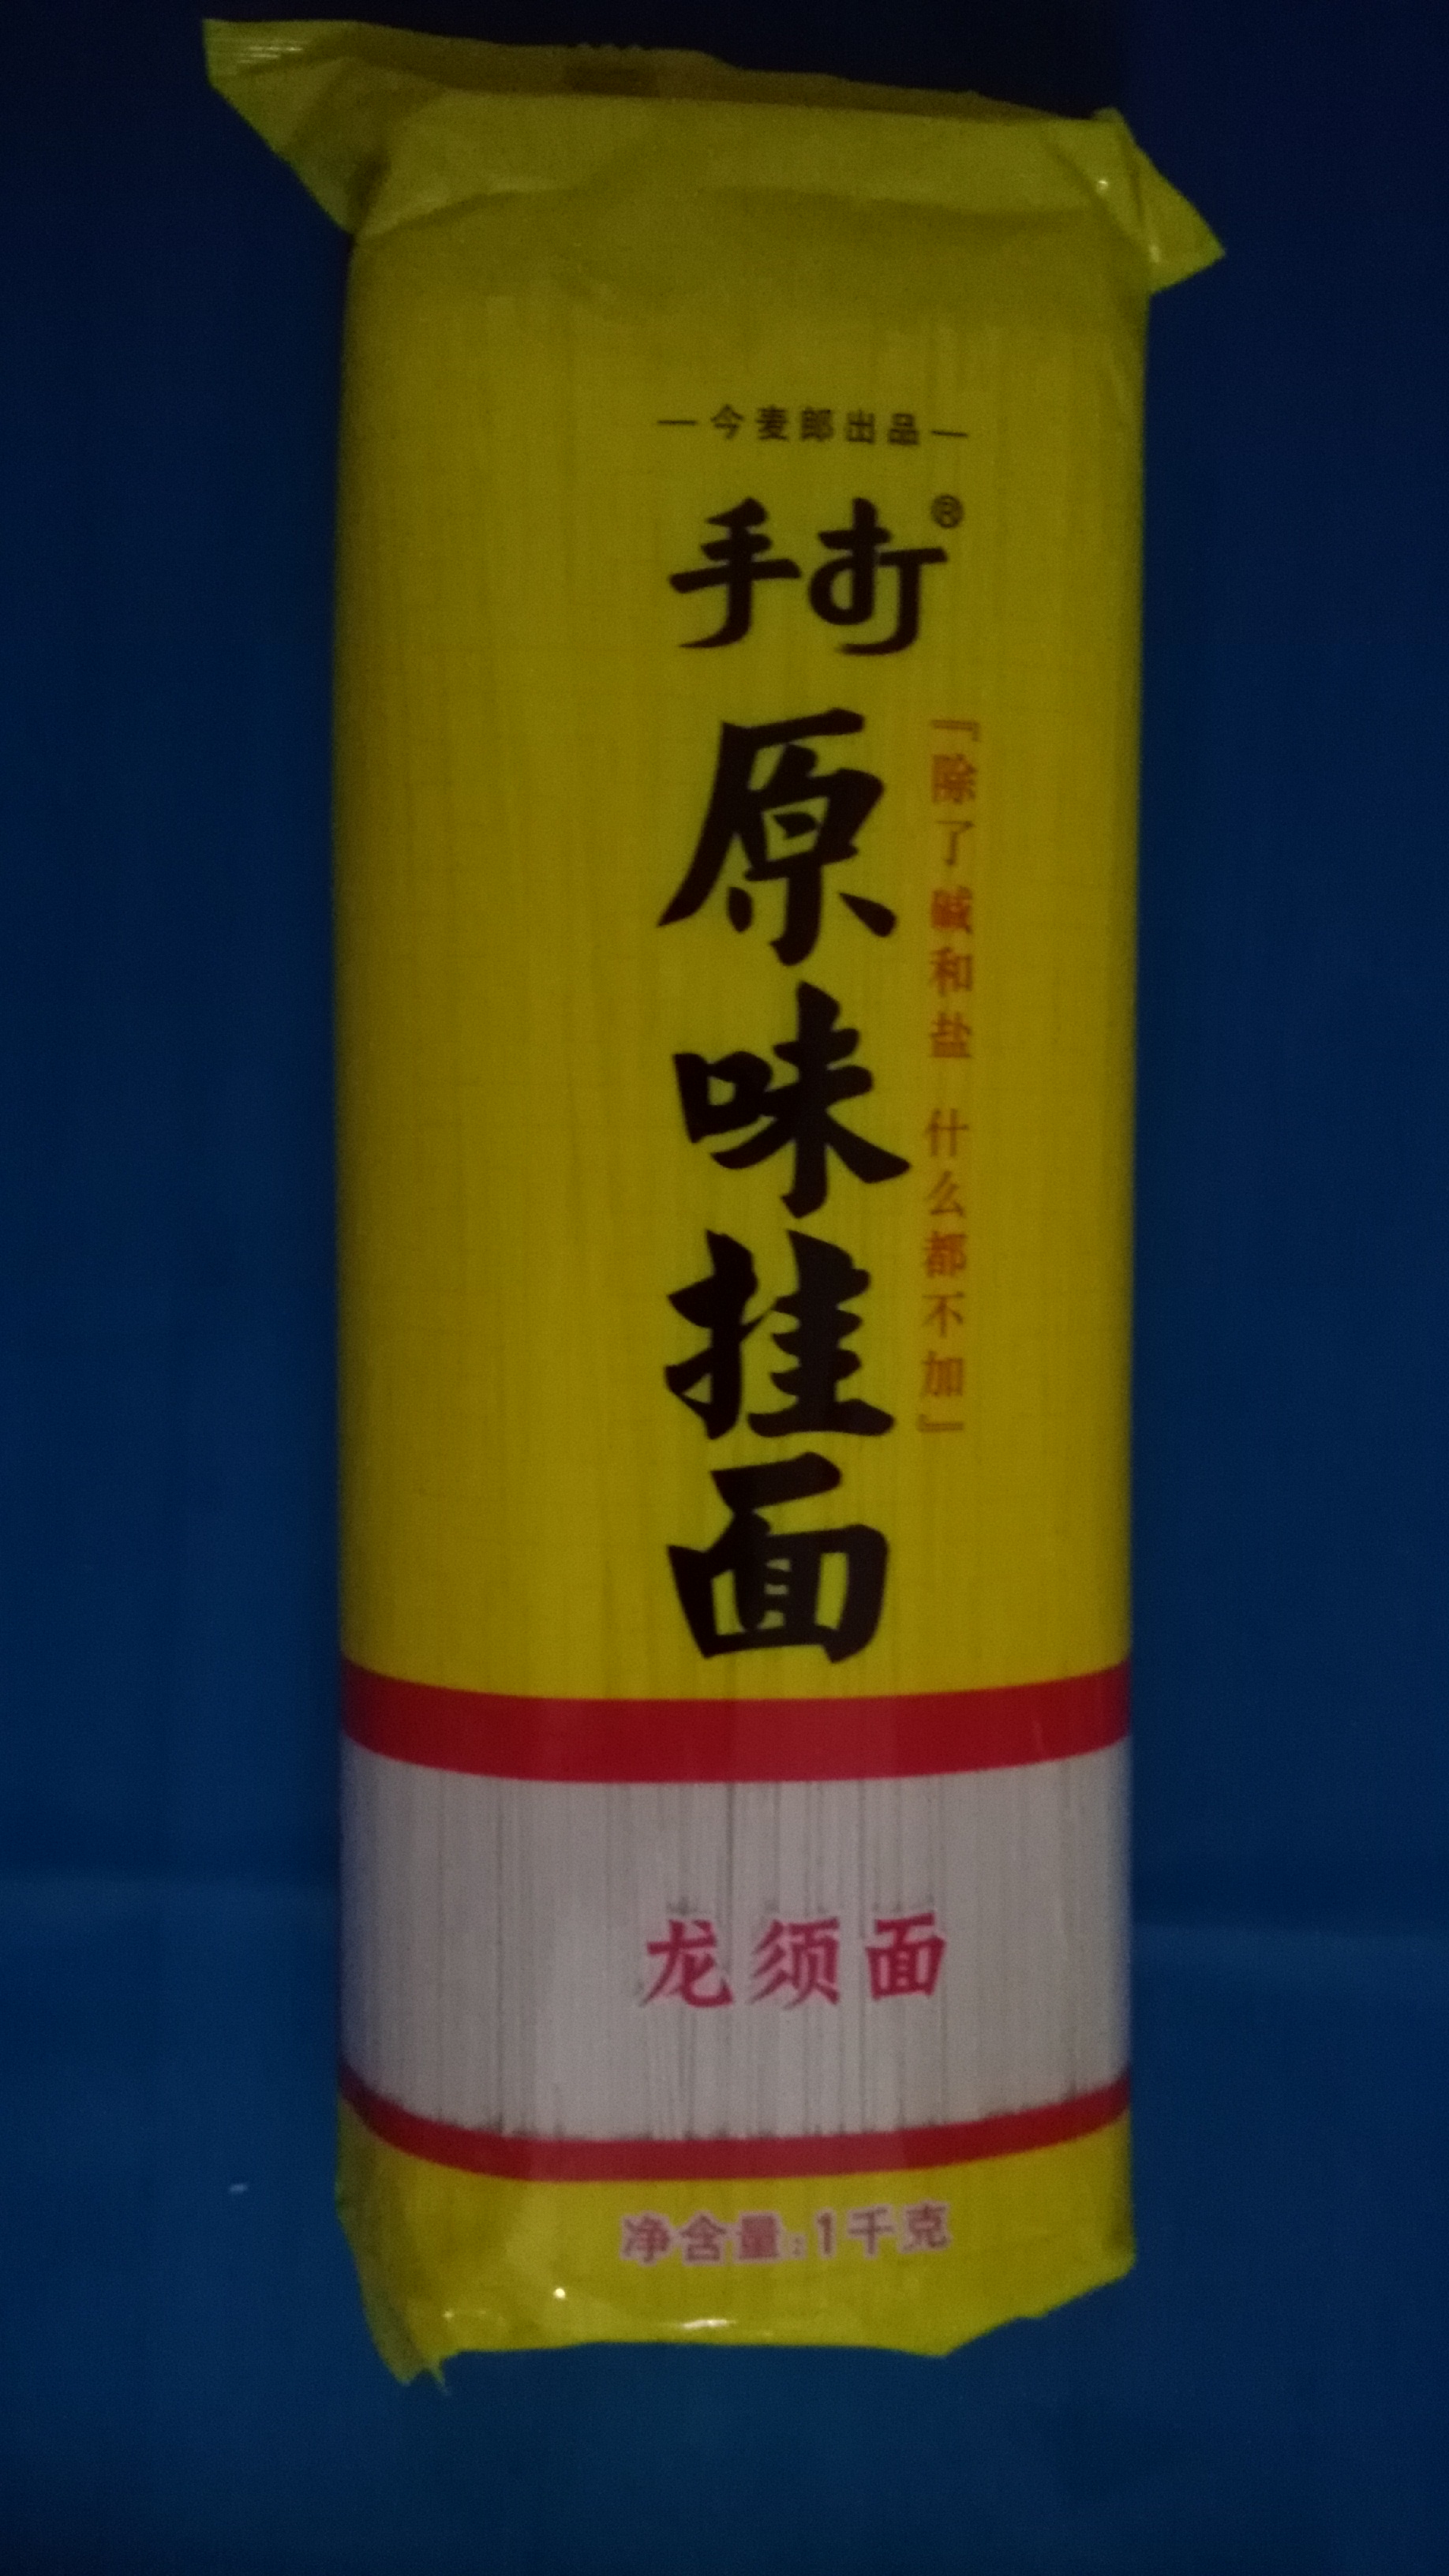 —今麦郎出品—
手打®
原味挂面
『除了碱和盐 什么都不加』
龙须面
净含量:1千克